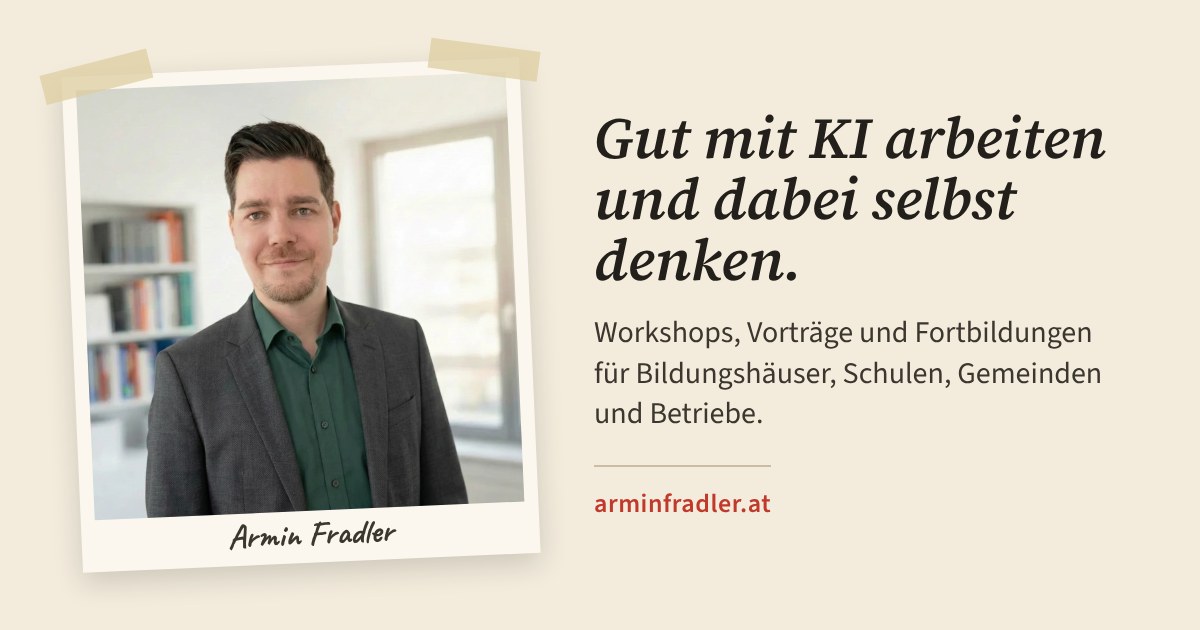 Gut mit KI arbeiten
und dabei selbst
denken.
Workshops, Vorträge und Fortbildungen
für Bildungshäuser, Schulen, Gemeinden
und Betriebe.
arminfradler.at
Armin Fradler